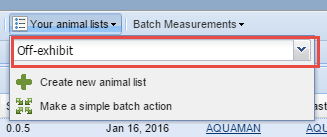 Your animal lists Batch Measurements
Off-exhibit
Create new animal list
Make a simple batch action
0.0.5 Jan 16, 2016 AQUAMAN AQUA